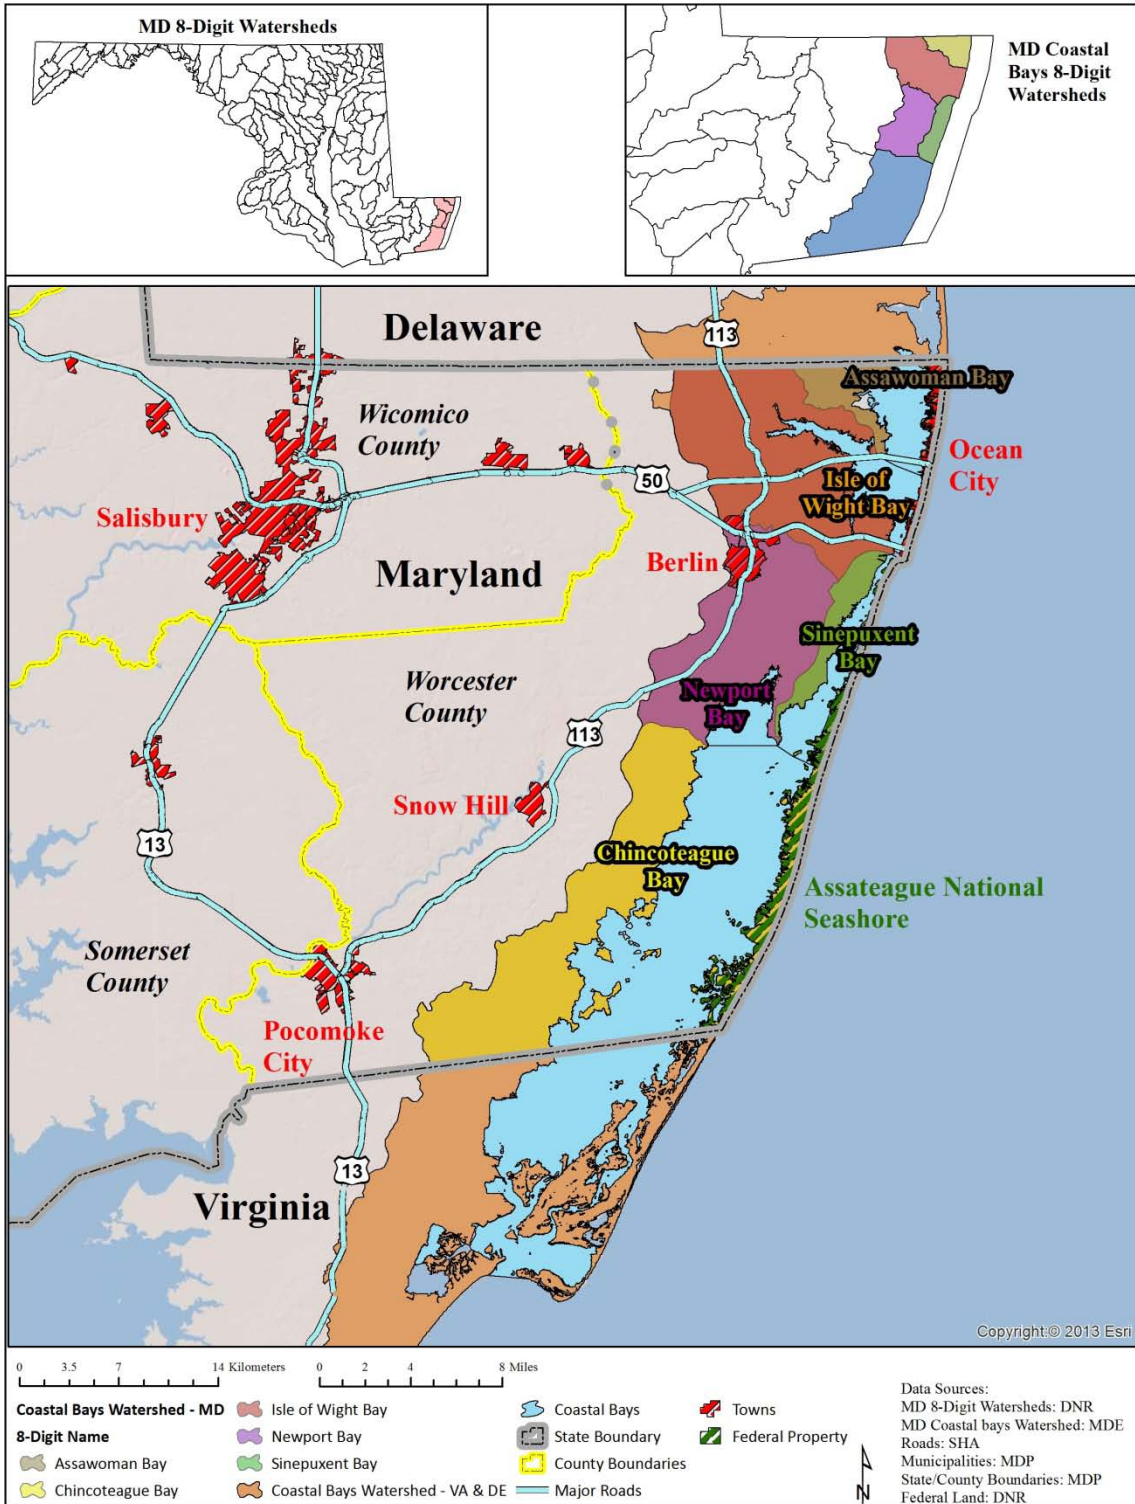 MD 8-Digit Watersheds
MD Coastal
Bays 8-Digit
Watersheds
Delaware
113
Assawoman Bay
Wicomico
County
Ocean
City
50
Isle of
Wight Bay
Salisbury
Berlin
Maryland
Sinepuxent
Bay
Worcester
County
Newport
Bay
113
Snow Hill
13
Chincoteague
Bay
Assateague National
Seashore
Somerset
County
Pocomoke
City
13
Virginia
Copyright:© 2013 Esri
0 3.5 7 14 Kilometers
0 2 4 8 Miles
Coastal Bays Watershed - MD
8-Digit Name
Assawoman Bay
Chincoteague Bay
Isle of Wight Bay
Newport Bay
Sinepuxent Bay
Coastal Bays Watershed - VA & DE
Coastal Bays
State Boundary
County Boundaries
Major Roads
Towns
Federal Property
N
Data Sources:
MD 8-Digit Watersheds: DNR
MD Coastal bays Watershed: MDE
Roads: SHA
Municipalities: MDP
State/County Boundaries: MDP
Federal Land: DNR